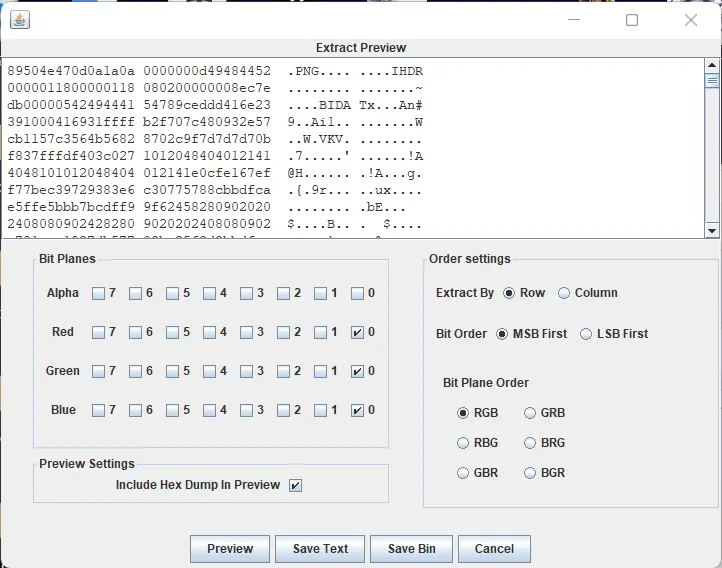 Extract Preview
89504e470d0a1a0a 0000000d49484452 .PNG.... ....IHDR
0000011800000118 080200000008ec7e ........ .......~
db00000542494441 54789ceddd416e23 ....BIDA Tx...An#
391000416931ffff b2f707c480932e57 9..Ai1.. .......W
cb1157c3564b5682 8702c9f7d7d7d70b ..W.VKV. ........
f837fffdf403c027 1012048404012141 .7.....' ......!A
4048101012048404 012141e0cfe167ef @H...... .!A...g.
f77bec39729383e6 c30775788cbbdfca .{.9r... ..ux....
e5ffe5bbb7bcdff9 9f62458280902020 ........ .bE...
2408080902428280 9020202408080902 $....B.. . $....
Bit Planes
Alpha 7 6 5 4 3 2 1 0
Red 7 6 5 4 3 2 1 0
Green 7 6 5 4 3 2 1 0
Blue 7 6 5 4 3 2 1 0
Preview Settings
Include Hex Dump In Preview
Order settings
Extract By Row Column
Bit Order MSB First LSB First
Bit Plane Order
RGB GRB
RBG BRG
GBR BGR
Preview Save Text Save Bin Cancel